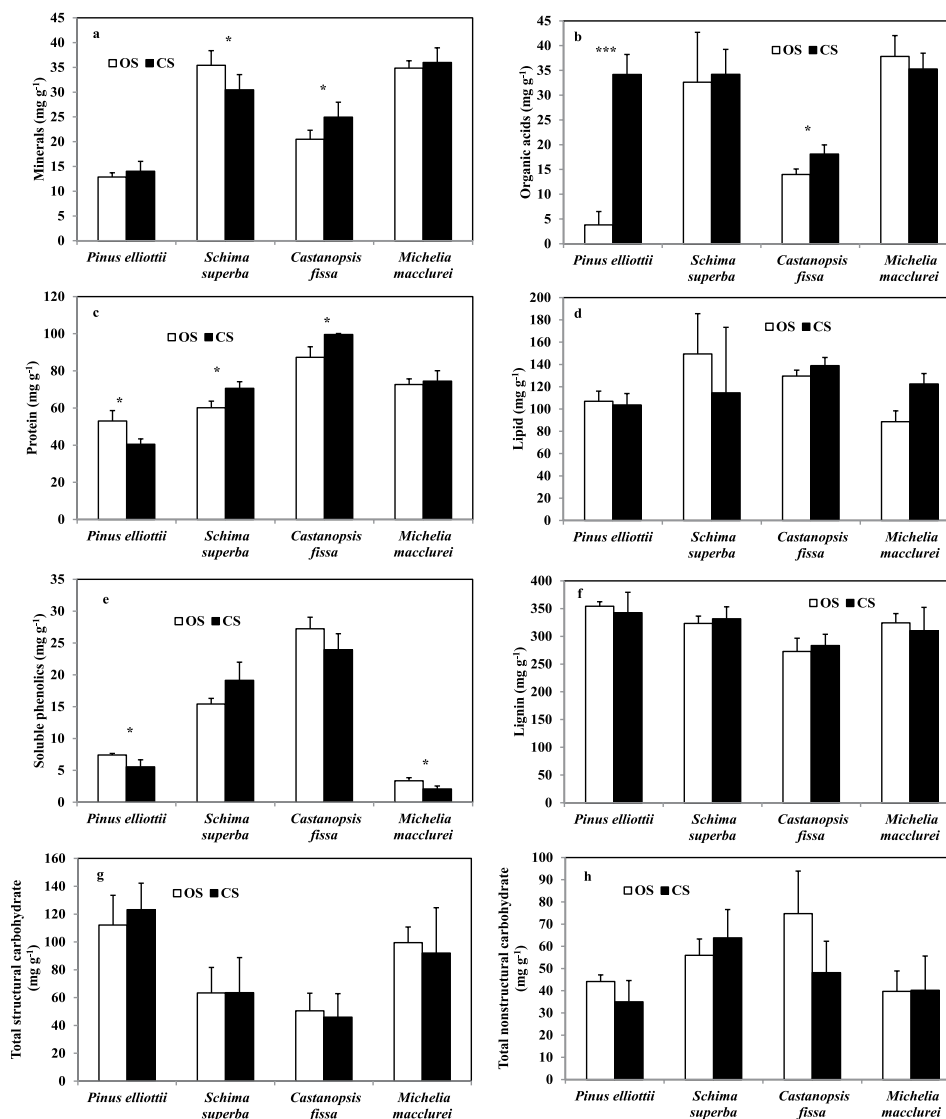 a
OS CS
Minerals (mg g-1)
45
40
35
30
25
20
15
10
5
0
*
*
Pinus elliottii
Schima
superba
Castanopsis
fissa
Michelia
macclurei
b
OS CS
Organic acids (mg g-1)
45
40
35
30
25
20
15
10
5
0
***
*
Pinus elliottii
Schima
superba
Castanopsis
fissa
Michelia
macclurei
c
OS CS
Protein (mg g-1)
120
100
80
60
40
20
0
*
*
*
Pinus elliottii
Schima
superba
Castanopsis
fissa
Michelia
macclurei
d
OS CS
Lipid (mg g-1)
200
180
160
140
120
100
80
60
40
20
0
Pinus elliottii
Schima
superba
Castanopsis
fissa
Michelia
macclurei
e
OS CS
Soluble phenolics (mg g-1)
35
30
25
20
15
10
5
0
*
*
Pinus elliottii
Schima
superba
Castanopsis
fissa
Michelia
macclurei
f
OS CS
Lignin (mg g-1)
400
350
300
250
200
150
100
50
0
Pinus elliottii
Schima
superba
Castanopsis
fissa
Michelia
macclurei
g
OS CS
Total structural carbohydrate
(mg g-1)
160
140
120
100
80
60
40
20
0
Pinus elliottii
Schima
superba
Castanopsis
fissa
Michelia
macclurei
h
OS CS
Total nonstructural carbohydrate
(mg g-1)
100
90
80
70
60
50
40
30
20
10
0
Pinus elliottii
Schima
superba
Castanopsis
fissa
Michelia
macclurei